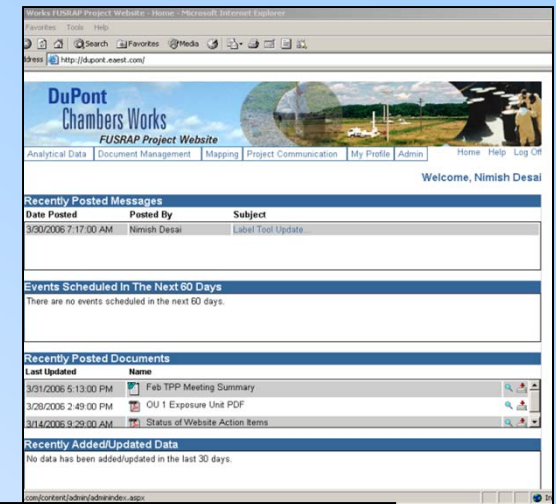 Works FUSRAP Project Website - Home - Microsoft Internet Explorer
Favorites Tools Help
Search Favorites Media
ddress http://dupont.eaest.com/
DuPont
Chambers Works
FUSRAP Project Website
Analytical Data Document Management Mapping Project Communication My Profile Admin Home Help Log Off
Welcome, Nimish Desai
Recently Posted Messages
Date Posted Posted By Subject
3/30/2006 7:17:00 AM Nimish Desai Label Tool Update...
Events Scheduled In The Next 60 Days
There are no events scheduled in the next 60 days.
Recently Posted Documents
Last Updated Name
3/31/2006 5:13:00 PM Feb TPP Meeting Summary
3/28/2006 2:49:00 PM OU 1 Exposure Unit PDF
3/14/2006 9:29:00 AM Status of Website Action Items
Recently Added/Updated Data
No data has been added/updated in the last 30 days.
.com/content/admin/adminindex.aspx In